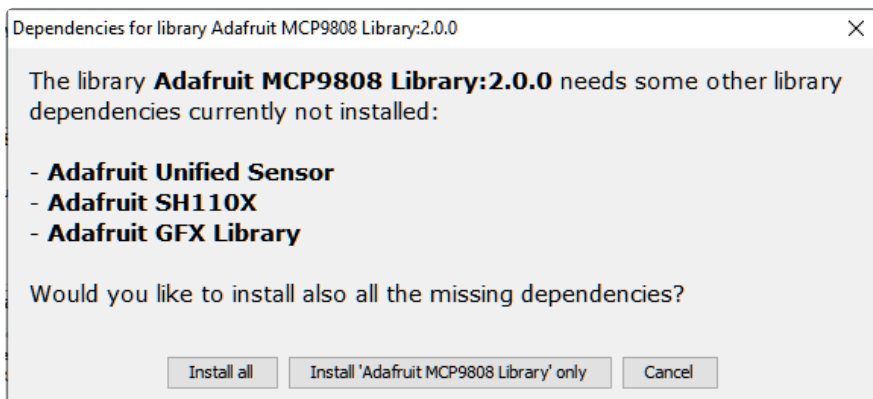 Dependencies for library Adafruit MCP9808 Library:2.0.0
The library Adafruit MCP9808 Library:2.0.0 needs some other library
dependencies currently not installed:
- Adafruit Unified Sensor
- Adafruit SH110X
- Adafruit GFX Library
Would you like to install also all the missing dependencies?
Install all
Install 'Adafruit MCP9808 Library' only
Cancel